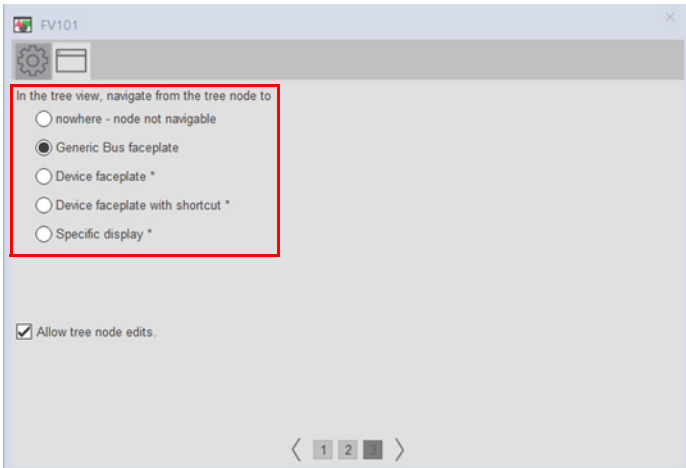 FV101
In the tree view, navigate from the tree node to
nowhere - node not navigable
Generic Bus faceplate
Device faceplate *
Device faceplate with shortcut *
Specific display *
Allow tree node edits.
1 2 3